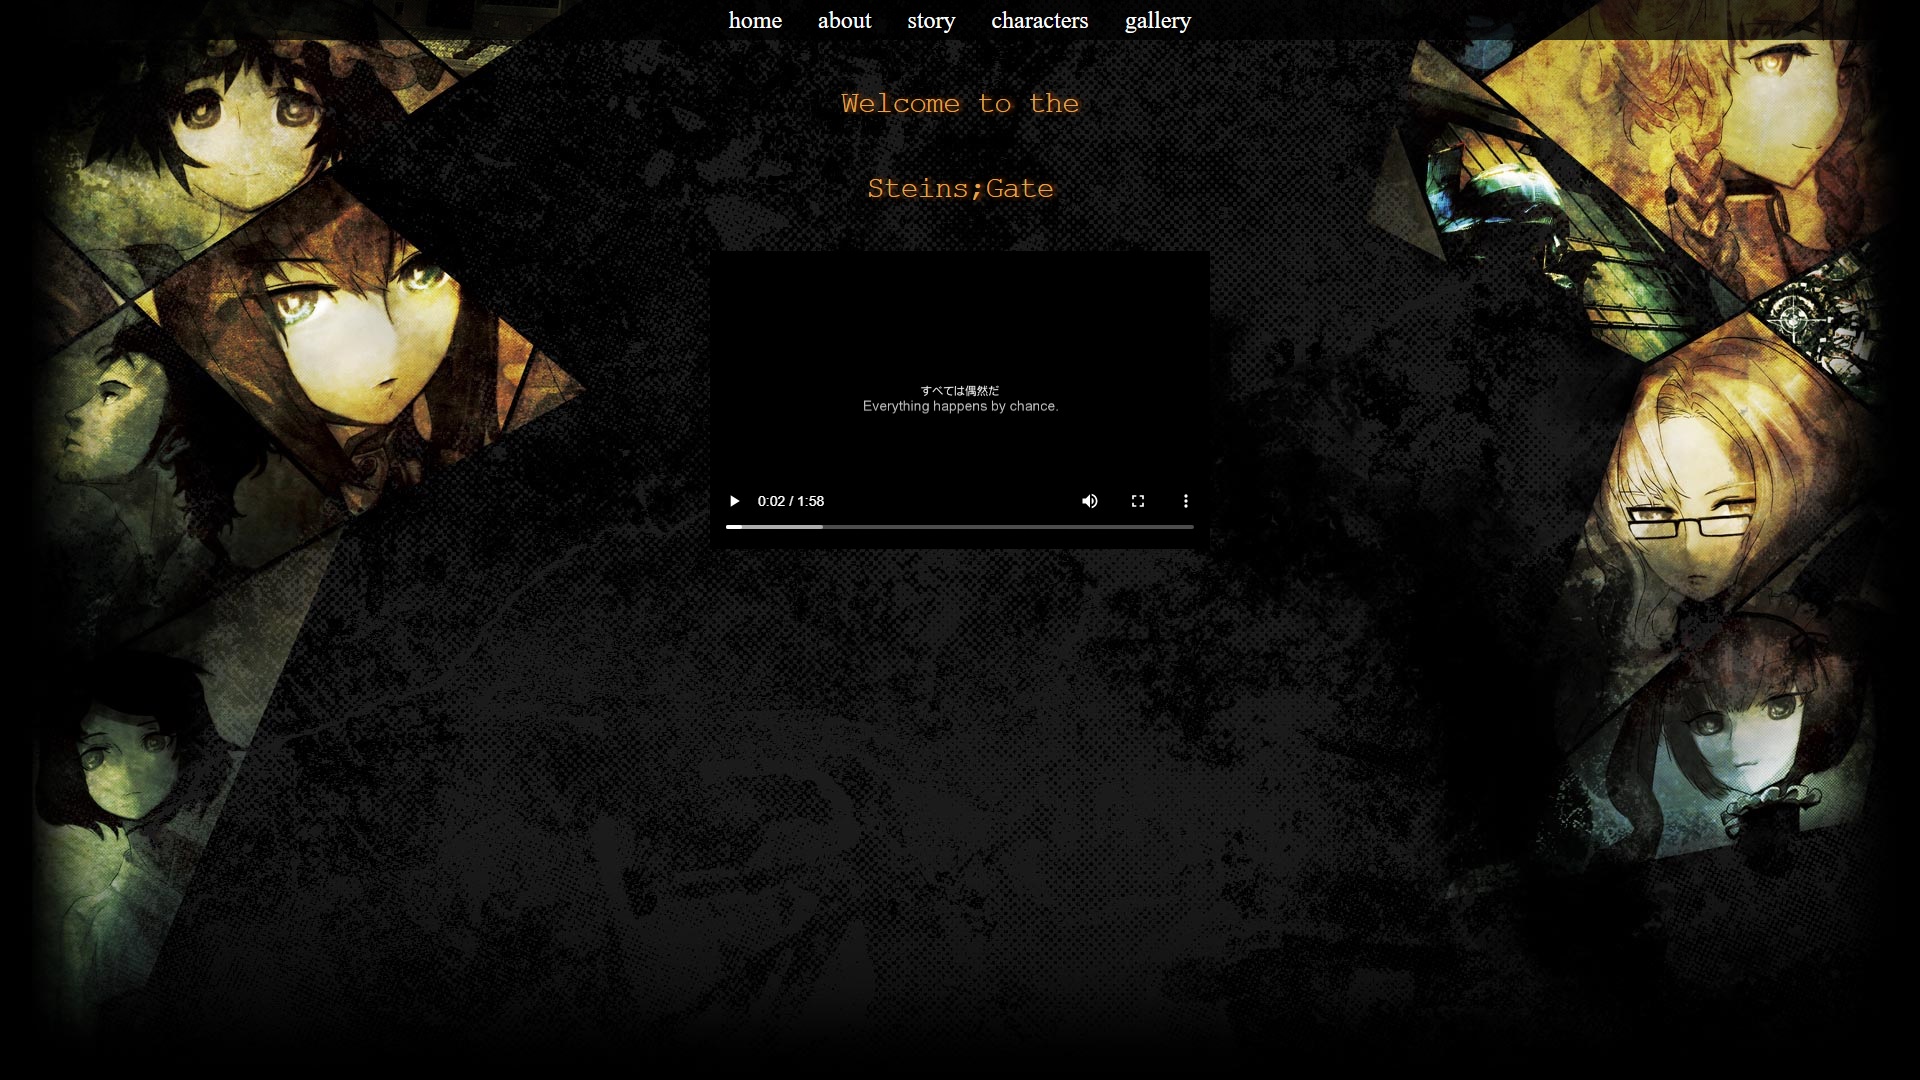 home about story characters gallery
Welcome to the
Steins;Gate
すべては偶然だ
Everything happens by chance.
0:02 / 1:58